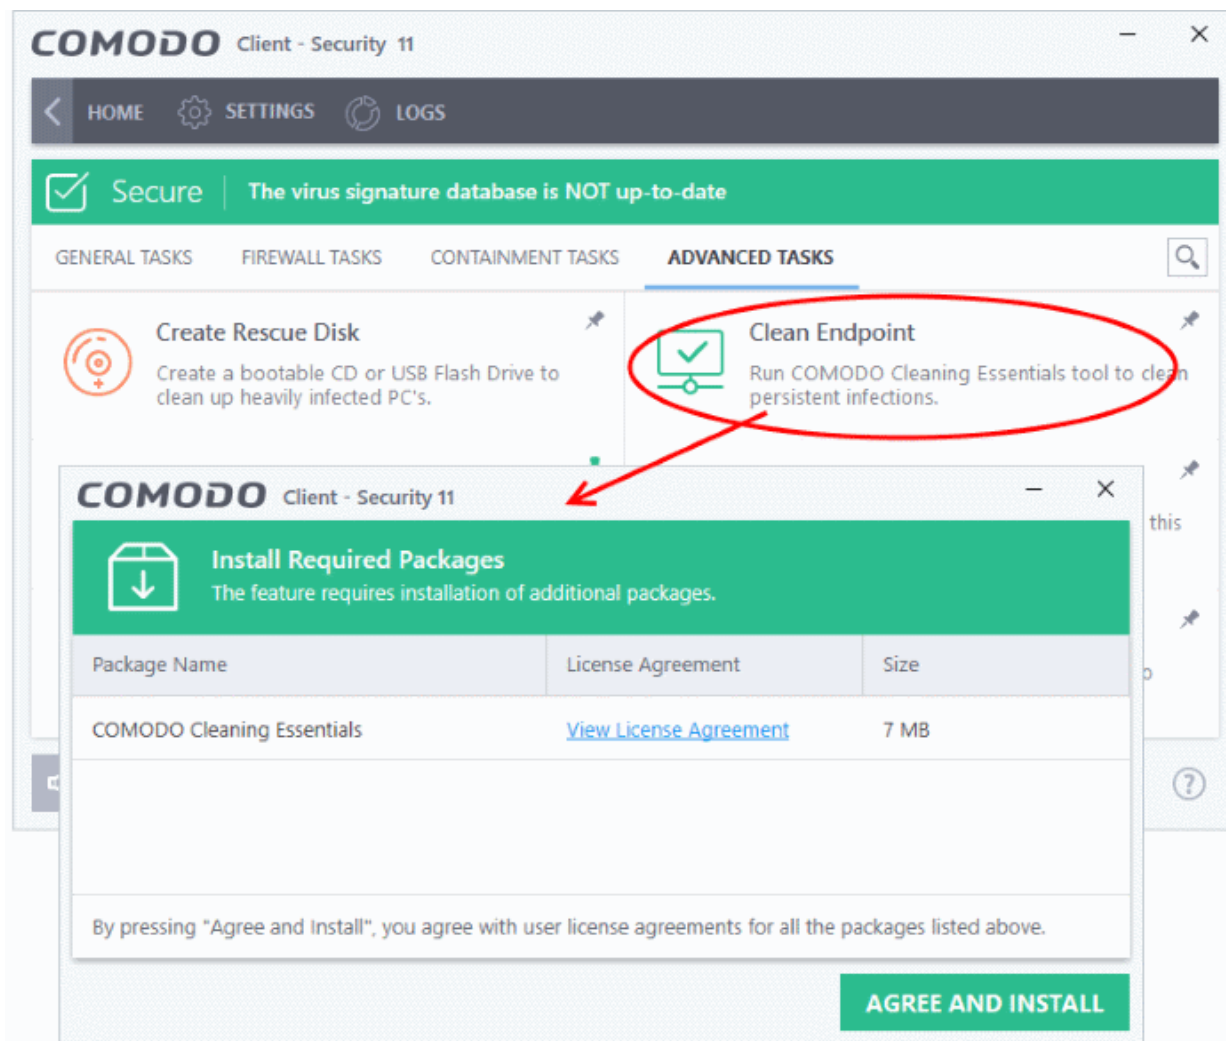 COMODO Client - Security 11
HOME SETTINGS LOGS
Secure The virus signature database is NOT up-to-date
GENERAL TASKS FIREWALL TASKS CONTAINMENT TASKS ADVANCED TASKS
Create Rescue Disk
Create a bootable CD or USB Flash Drive to
clean up heavily infected PC's.
Clean Endpoint
Run COMODO Cleaning Essentials tool to clean
persistent infections.
this
COMODO Client - Security 11
Install Required Packages
The feature requires installation of additional packages.
Package Name License Agreement Size
COMODO Cleaning Essentials View License Agreement 7 MB
By pressing "Agree and Install", you agree with user license agreements for all the packages listed above.
AGREE AND INSTALL